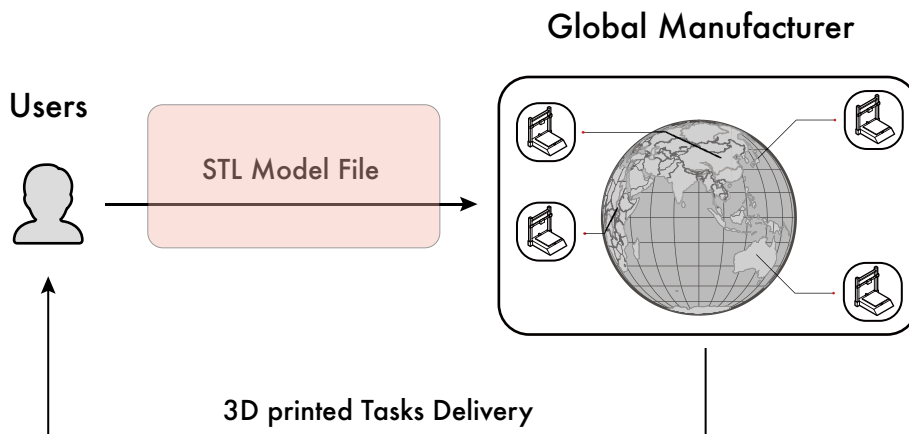 Global Manufacturer
Users
STL Model File
3D printed Tasks Delivery